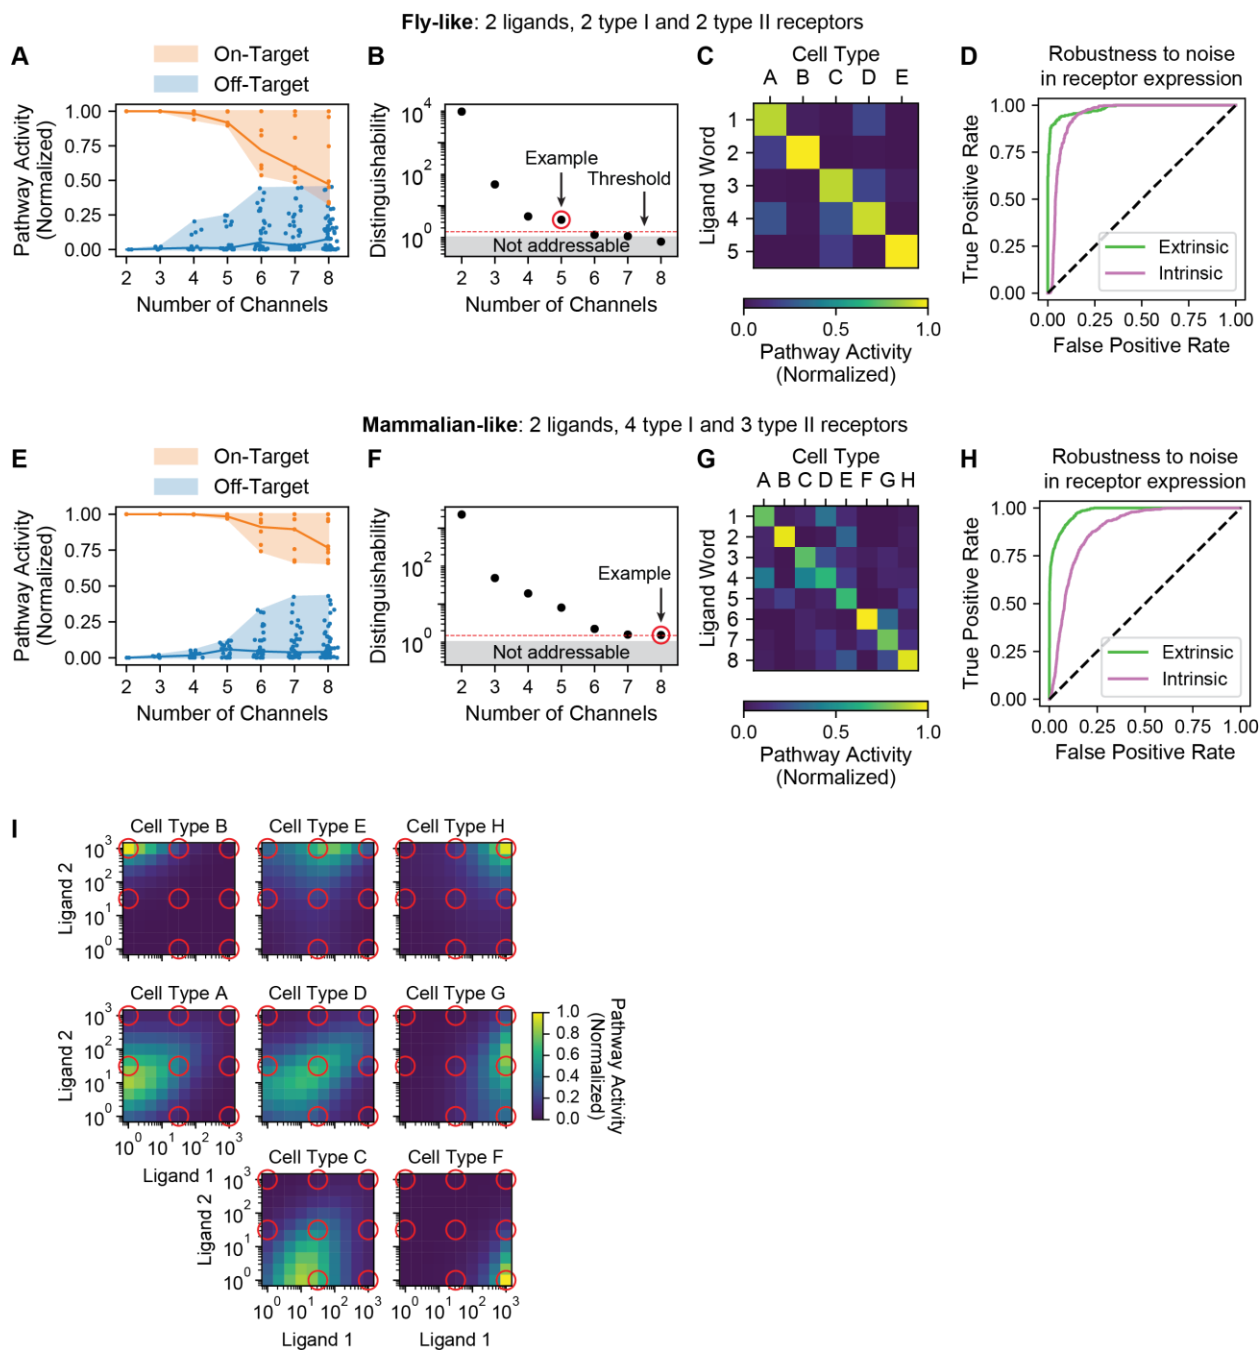 Fly-like: 2 ligands, 2 type I and 2 type II receptors
A
On-Target
Off-Target
Pathway Activity
(Normalized)
1.00
0.75
0.50
0.25
0.00
2 3 4 5 6 7 8
Number of Channels
B
Distinguishability
10^4
10^2
10^0
Example
Threshold
Not addressable
2 3 4 5 6 7 8
Number of Channels
C
Cell Type
A B C D E
Ligand Word
1
2
3
4
5
0.0 0.5 1.0
Pathway Activity
(Normalized)
D
Robustness to noise
in receptor expression
True Positive Rate
1.00
0.75
0.50
0.25
0.00
Extrinsic
Intrinsic
0.00 0.25 0.50 0.75 1.00
False Positive Rate
Mammalian-like: 2 ligands, 4 type I and 3 type II receptors
E
On-Target
Off-Target
Pathway Activity
(Normalized)
1.00
0.75
0.50
0.25
0.00
2 3 4 5 6 7 8
Number of Channels
F
Distinguishability
10^2
10^0
Example
Not addressable
2 3 4 5 6 7 8
Number of Channels
G
Cell Type
A B C D E F G H
Ligand Word
1
2
3
4
5
6
7
8
0.0 0.5 1.0
Pathway Activity
(Normalized)
H
Robustness to noise
in receptor expression
True Positive Rate
1.00
0.75
0.50
0.25
0.00
Extrinsic
Intrinsic
0.00 0.25 0.50 0.75 1.00
False Positive Rate
I
Cell Type B Cell Type E Cell Type H
Ligand 2
10^3
10^2
10^1
10^0
Cell Type A Cell Type D Cell Type G
Ligand 2
10^3
10^2
10^1
10^0
10^0 10^1 10^2 10^3
Ligand 1
1.0
0.8
0.6
0.4
0.2
0.0
Pathway Activity
(Normalized)
Cell Type C Cell Type F
Ligand 2
10^3
10^2
10^1
10^0
10^0 10^1 10^2 10^3 10^0 10^1 10^2 10^3
Ligand 1 Ligand 1